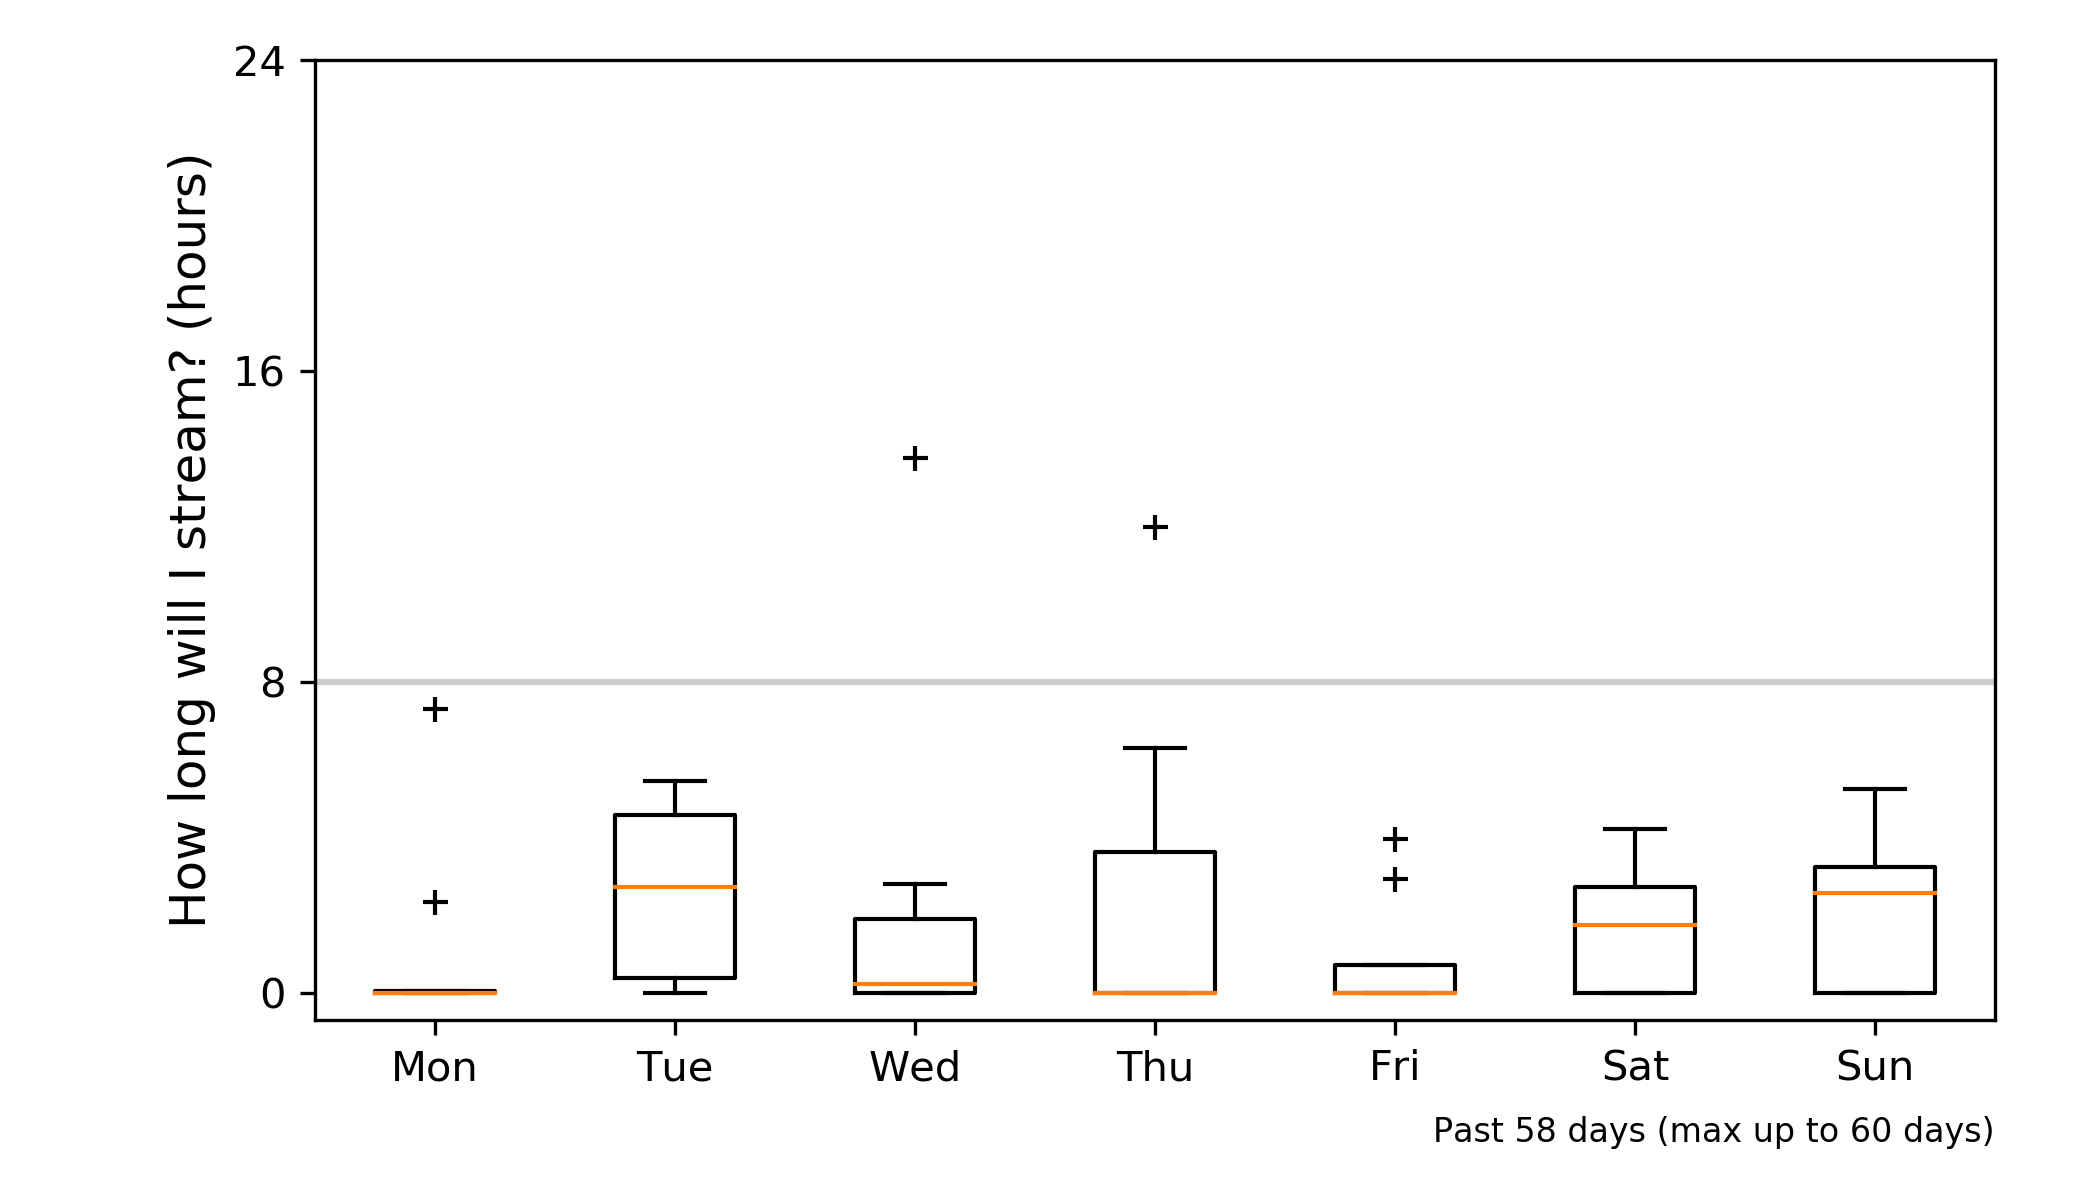 How long will I stream? (hours)
24
16
8
0
Mon Tue Wed Thu Fri Sat Sun
Past 58 days (max up to 60 days)